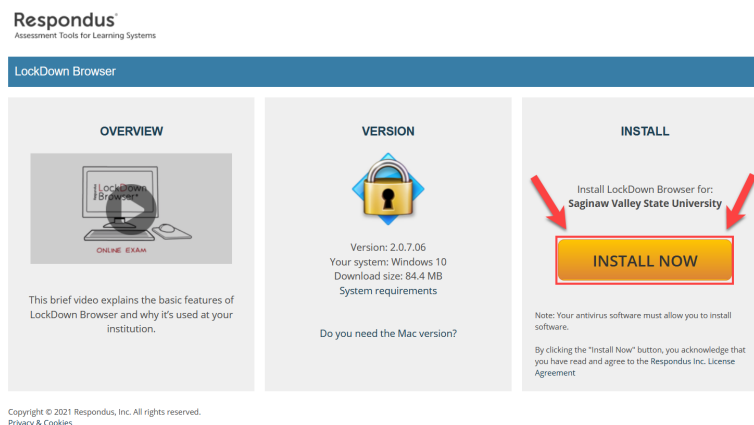 Respondus®
Assessment Tools for Learning Systems
LockDown Browser
OVERVIEW
LockDown
Browser
ONLINE EXAM
This brief video explains the basic features of
LockDown Browser and why it's used at your
institution.
VERSION
Version: 2.0.7.06
Your system: Windows 10
Download size: 84.4 MB
System requirements
Do you need the Mac version?
INSTALL
Install LockDown Browser for:
Saginaw Valley State University
INSTALL NOW
Note: Your antivirus software must allow you to install
software.
By clicking the "Install Now" button, you acknowledge that
you have read and agree to the Respondus Inc. License
Agreement
Copyright © 2021 Respondus, Inc. All rights reserved.
Privacy & Cookies